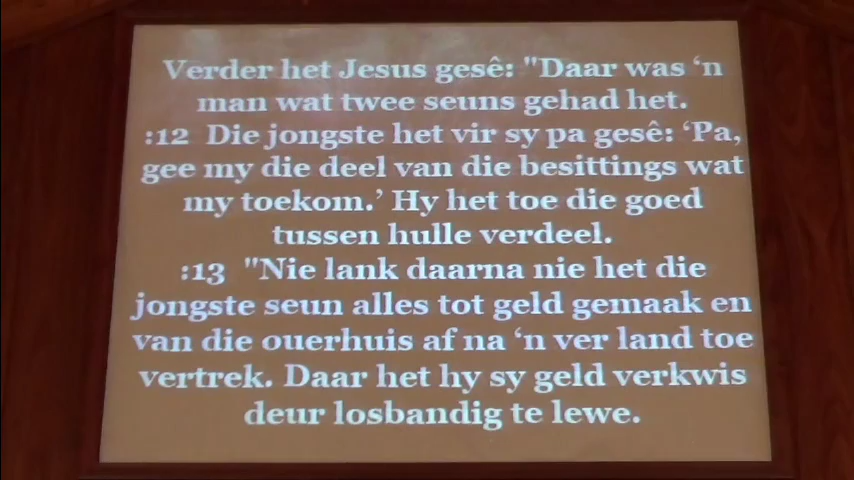 Verder het Jesus gesê: "Daar was ‘n
man wat twee seuns gehad het.
:12 Die jongste het vir sy pa gesê: ‘Pa,
gee my die deel van die besittings wat
my toekom.’ Hy het toe die goed
tussen hulle verdeel.
:13 "Nie lank daarna nie het die
jongste seun alles tot geld gemaak en
van die ouerhuis af na ‘n ver land toe
vertrek. Daar het hy sy geld verkwis
deur losbandig te lewe.